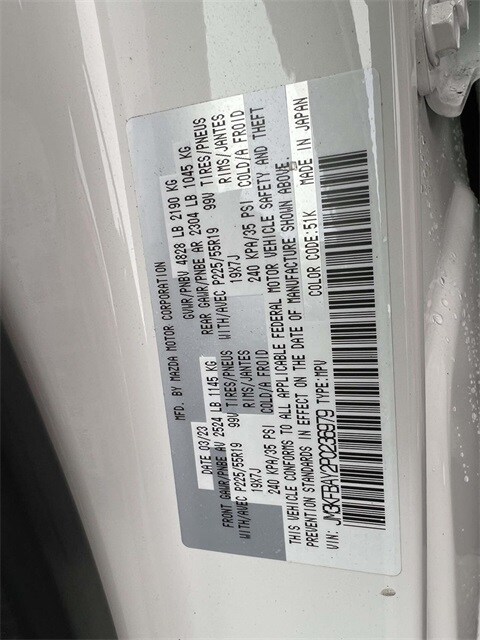 MFD. BY MAZDA MOTOR CORPORATION
DATE 03/23 GVWR/PNBV 4828 LB 2190 KG
FRONT GAWR/PNBE AV 2524 LB 1145 KG REAR GAWR/PNBE AR 2304 LB 1045 KG
WITH/AVEC P225/55R19 99V TIRES/PNEUS WITH/AVEC P225/55R19 99V TIRES/PNEUS
19X7J RIMS/JANTES 19X7J RIMS/JANTES
240 KPA/35 PSI COLD/A FROID 240 KPA/35 PSI COLD/A FROID
THIS VEHICLE CONFORMS TO ALL APPLICABLE FEDERAL MOTOR VEHICLE SAFETY AND THEFT
PREVENTION STANDARDS IN EFFECT ON THE DATE OF MANUFACTURE SHOWN ABOVE.
VIN: JM3KFBAY2P0236979 TYPE:MPV COLOR CODE:51K MADE IN JAPAN